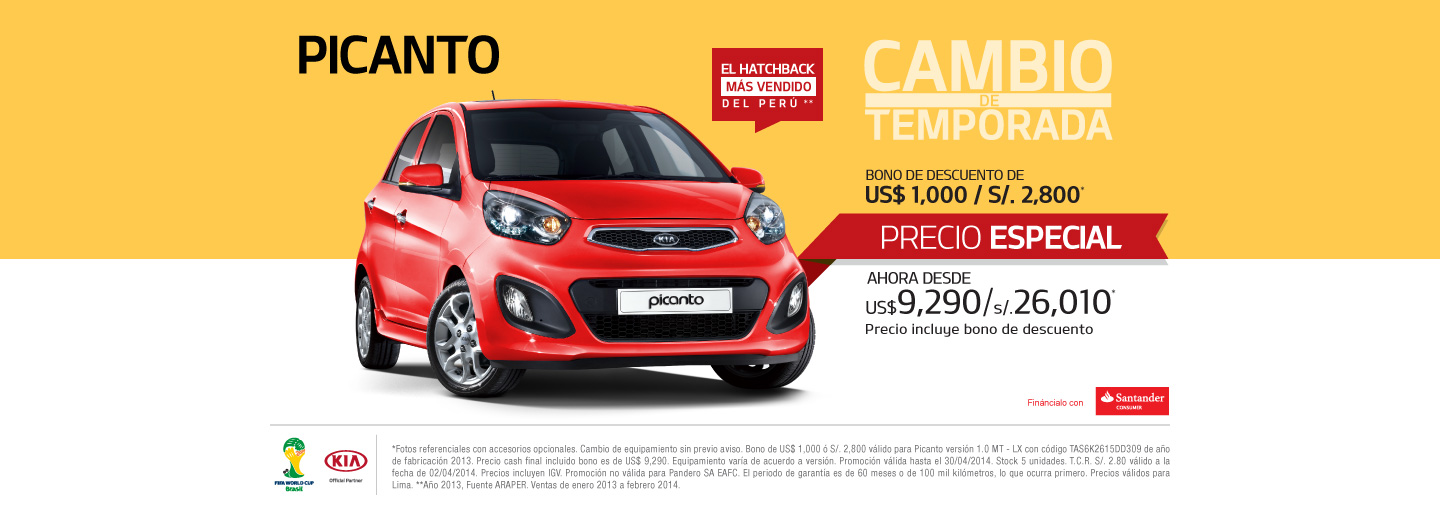 PICANTO
EL HATCHBACK
MÁS VENDIDO
DEL PERÚ **
CAMBIO
DE
TEMPORADA
BONO DE DESCUENTO DE
US$ 1,000 / S/. 2,800*
PRECIO ESPECIAL
AHORA DESDE
US$9,290/s/.26,010*
Precio incluye bono de descuento
KIA
picanto
Fináncialo con
Santander
CONSUMER
FIFA WORLD CUP
Brasil
KIA
Official Partner
*Fotos referenciales con accesorios opcionales. Cambio de equipamiento sin previo aviso. Bono de US$ 1,000 ó S/. 2,800 válido para Picanto versión 1.0 MT - LX con código TAS6K2615DD309 de año
de fabricación 2013. Precio cash final incluido bono es de US$ 9,290. Equipamiento varía de acuerdo a versión. Promoción válida hasta el 30/04/2014. Stock 5 unidades. T.C.R. S/. 2.80 válido a la
fecha de 02/04/2014. Precios incluyen IGV. Promoción no válida para Pandero SA EAFC. El periodo de garantía es de 60 meses o de 100 mil kilómetros, lo que ocurra primero. Precios válidos para
Lima. **Año 2013, Fuente ARAPER. Ventas de enero 2013 a febrero 2014.